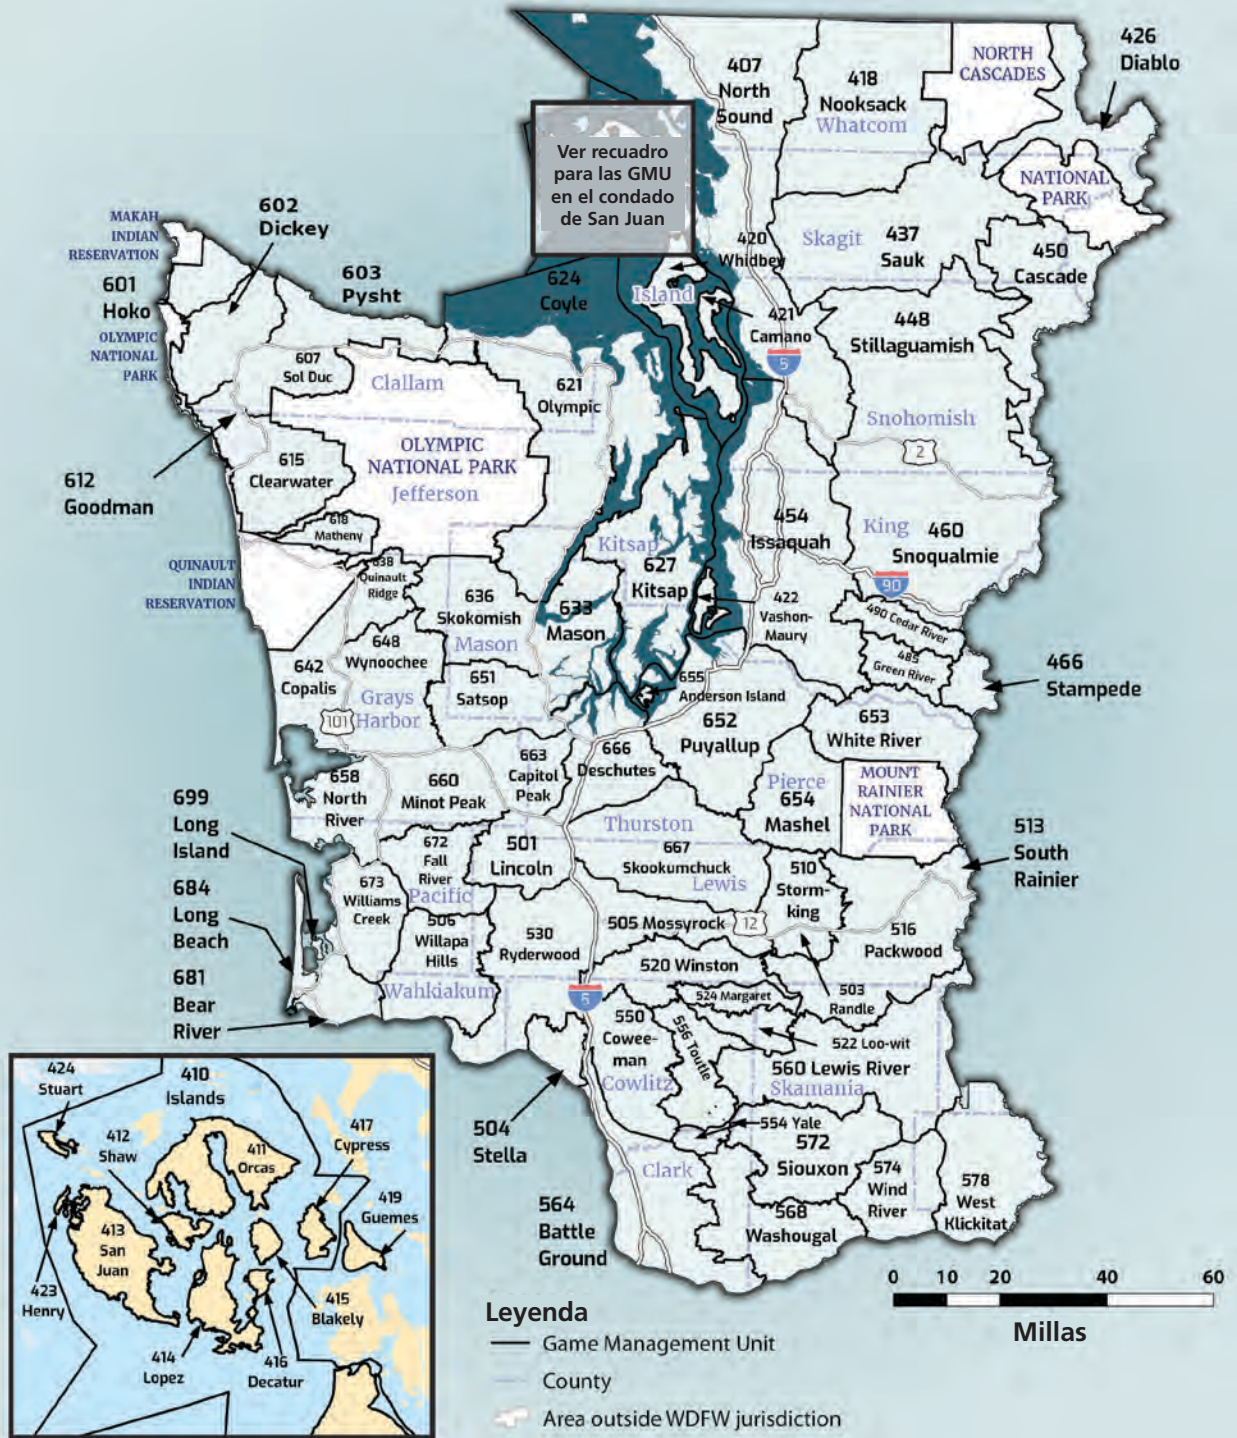 426
Diablo
NORTH
CASCADES
407
North
Sound
418
Nooksack
Whatcom
Ver recuadro
para las GMU
en el condado
de San Juan
NATIONAL
PARK
602
Dickey
MAKAH
INDIAN
RESERVATION
603
Pysht
601
Hoko
OLYMPIC
NATIONAL
PARK
624
Coyle
420
Whidbey
Island
Skagit
437
Sauk
450
Cascade
421
Camano
5
448
Stillaguamish
607
Sol Duc
Clallam
621
Olympic
Snohomish
2
OLYMPIC
NATIONAL PARK
Jefferson
615
Clearwater
612
Goodman
618
Matheny
454
Issaquah
King
460
Snoqualmie
90
Kitsap
627
Kitsap
QUINAULT
INDIAN
RESERVATION
638
Quinault
Ridge
636
Skokomish
Mason
633
Mason
422
Vashon-
Maury
490 Cedar River
485
Green River
466
Stampede
648
Wynoochee
642
Copalis
651
Satsop
Grays
Harbor
101
655
Anderson Island
652
Puyallup
653
White River
663
Capitol
Peak
666
Deschutes
658
North
River
660
Minot Peak
Pierce
654
Mashel
MOUNT
RAINIER
NATIONAL
PARK
699
Long
Island
Thurston
672
Fall
River
501
Lincoln
667
Skookumchuck
Lewis
510
Storm-
king
513
South
Rainier
684
Long
Beach
673
Williams
Creek
Pacific
506
Willapa
Hills
530
Ryderwood
505 Mossyrock
12
516
Packwood
681
Bear
River
Wahkiakum
520 Winston
5
524 Margaret
503
Randle
550
Cowee-
man
556 Toutle
522 Loo-wit
Cowlitz
560 Lewis River
Skamania
504
Stella
554 Yale
572
Siouxon
574
Wind
River
578
West
Klickitat
Clark
568
Washougal
564
Battle
Ground
424
Stuart
410
Islands
412
Shaw
411
Orcas
417
Cypress
419
Guemes
413
San
Juan
423
Henry
415
Blakely
414
Lopez
416
Decatur
0 20 40 60
Millas
Leyenda
Game Management Unit
County
Area outside WDFW jurisdiction